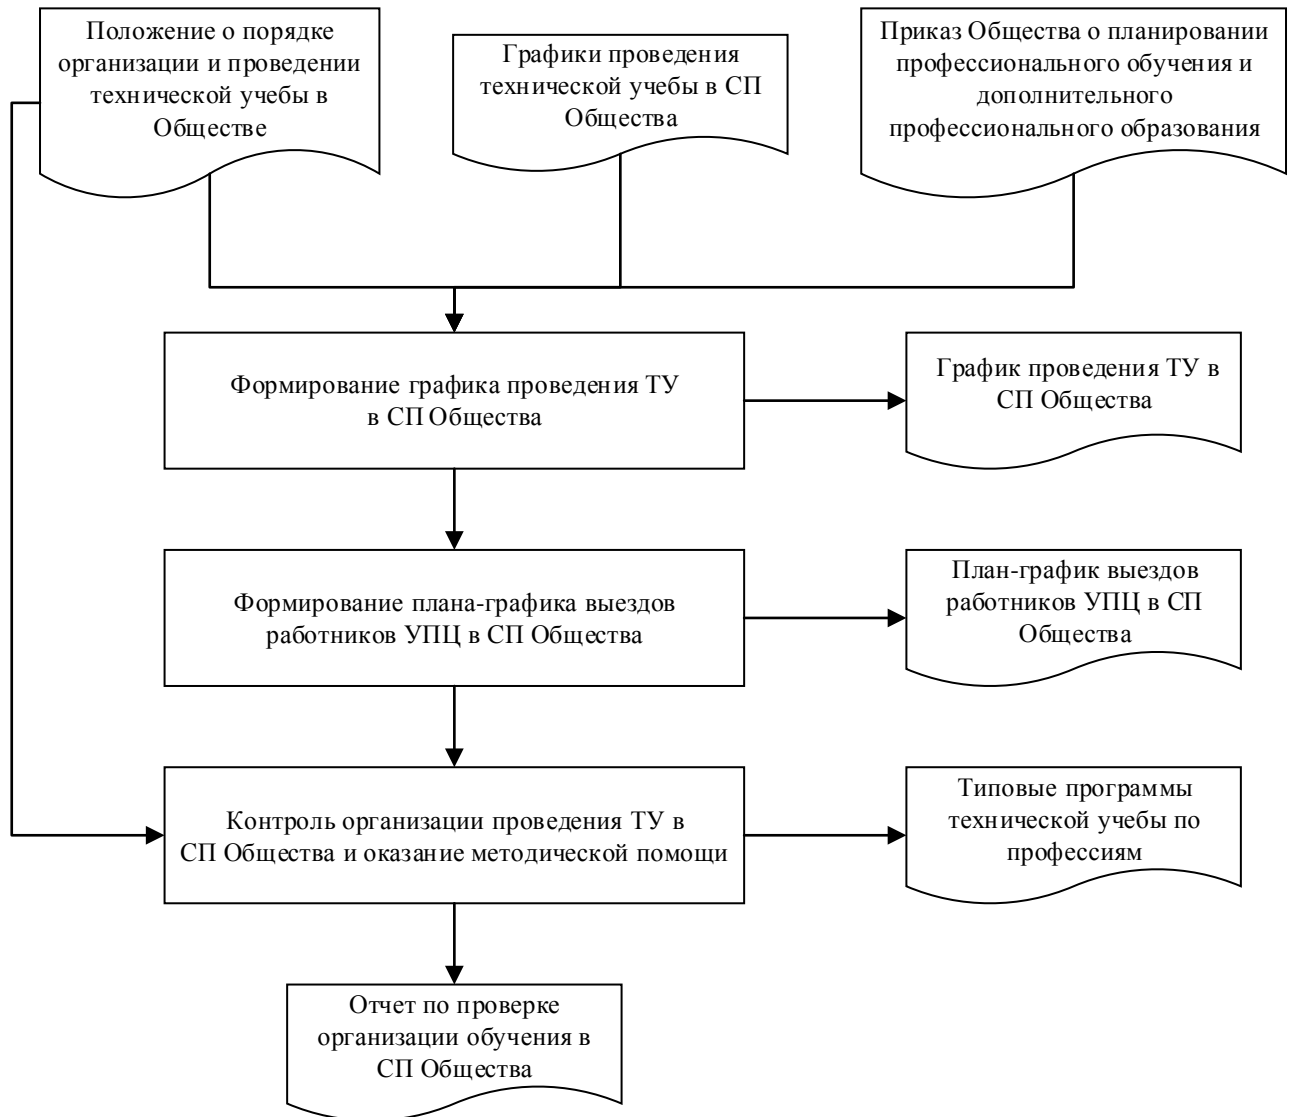 Положение о порядке
организации и проведении
технической учебы в
Обществе
Графики проведения
технической учебы в СП
Общества
Приказ Общества о планировании
профессионального обучения и
дополнительного
профессионального образования
Формирование графика проведения ТУ
в СП Общества
График проведения ТУ в
СП Общества
Формирование плана-графика выездов
работников УПЦ в СП Общества
План-график выездов
работников УПЦ в СП
Общества
Контроль организации проведения ТУ в
СП Общества и оказание методической помощи
Типовые программы
технической учебы по
профессиям
Отчет по проверке
организации обучения в
СП Общества